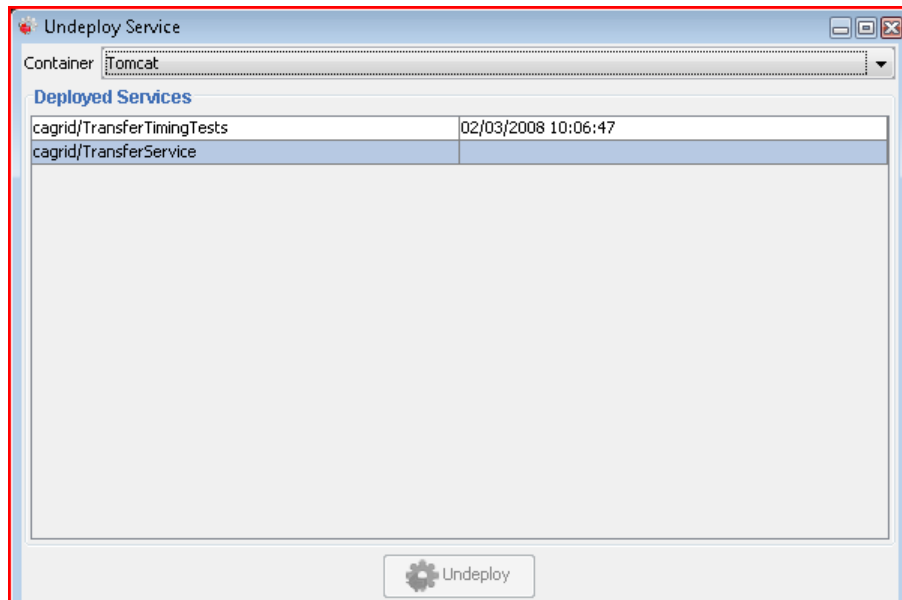 Undeploy Service
Container Tomcat
Deployed Services
cagrid/TransferTimingTests 02/03/2008 10:06:47
cagrid/TransferService
Undeploy